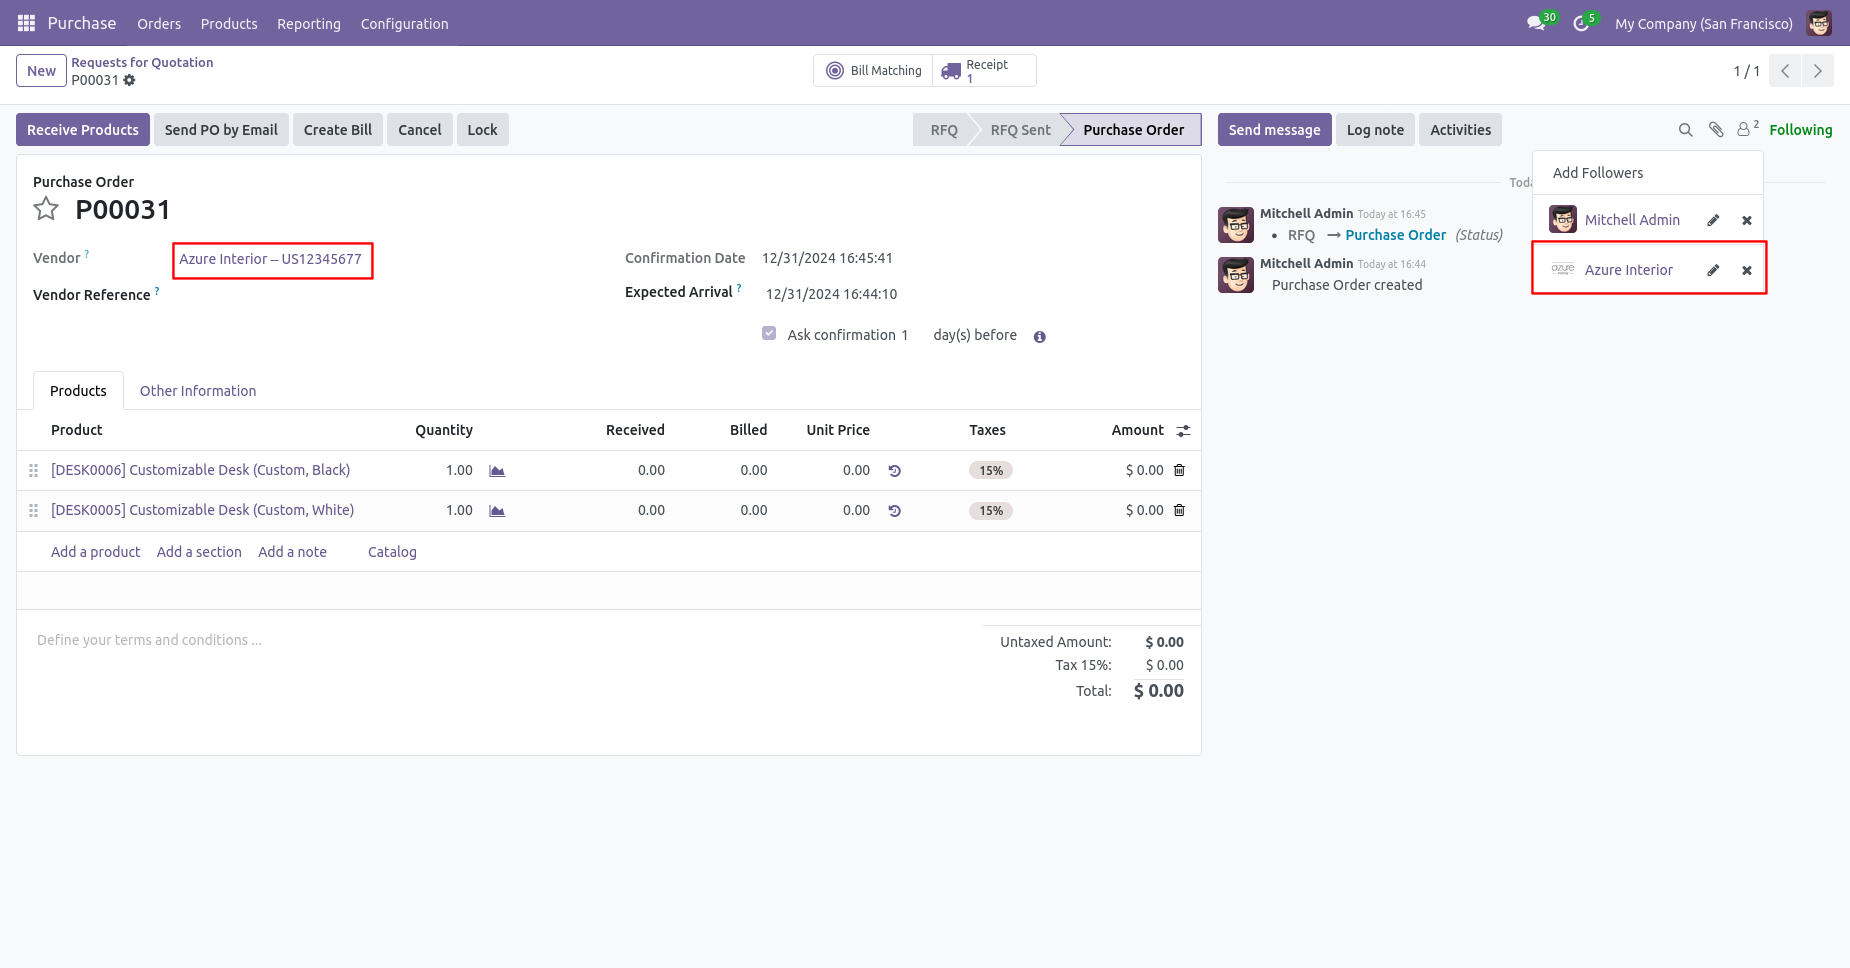 Purchase Orders Products Reporting Configuration 30 5 My Company (San Francisco)
New Requests for Quotation
P00031
Bill Matching Receipt
1
1 / 1
Receive Products Send PO by Email Create Bill Cancel Lock RFQ RFQ Sent Purchase Order
Send message Log note Activities 2 Following
Purchase Order
P00031
Vendor ? Azure Interior – US12345677
Vendor Reference ?
Confirmation Date 12/31/2024 16:45:41
Expected Arrival ? 12/31/2024 16:44:10
Ask confirmation 1 day(s) before
Products Other Information
Product Quantity Received Billed Unit Price Taxes Amount
[DESK0006] Customizable Desk (Custom, Black) 1.00 0.00 0.00 0.00 15% $ 0.00
[DESK0005] Customizable Desk (Custom, White) 1.00 0.00 0.00 0.00 15% $ 0.00
Add a product Add a section Add a note Catalog
Define your terms and conditions ...
Untaxed Amount: $ 0.00
Tax 15%: $ 0.00
Total: $ 0.00
Mitchell Admin Today at 16:45
• RFQ → Purchase Order (Status)
Mitchell Admin Today at 16:44
Purchase Order created
Add Followers
Mitchell Admin
azure Azure Interior